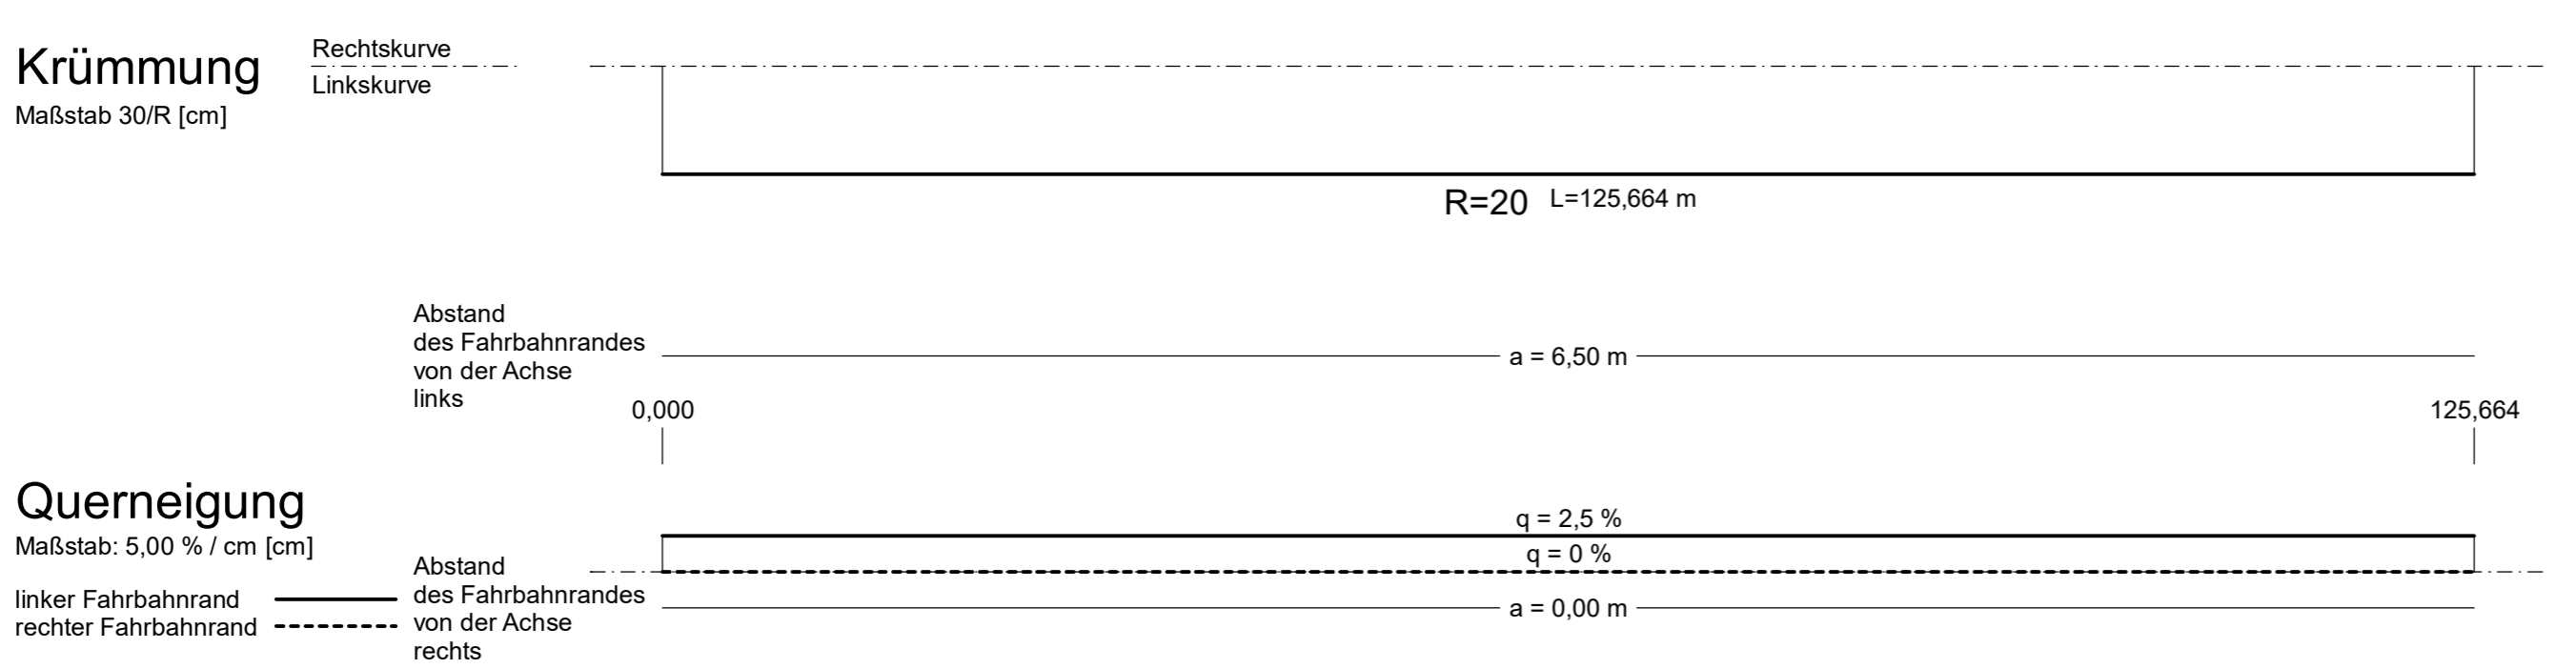 Krümmung
Maßstab 30/R [cm]
Rechtskurve
Linkskurve
R=20 L=125,664 m
Abstand
des Fahrbahnrandes
von der Achse
links
a = 6,50 m
0,000
125,664
Querneigung
Maßstab: 5,00 % / cm [cm]
linker Fahrbahnrand
rechter Fahrbahnrand
q = 2,5 %
q = 0 %
Abstand
des Fahrbahnrandes
von der Achse
rechts
a = 0,00 m